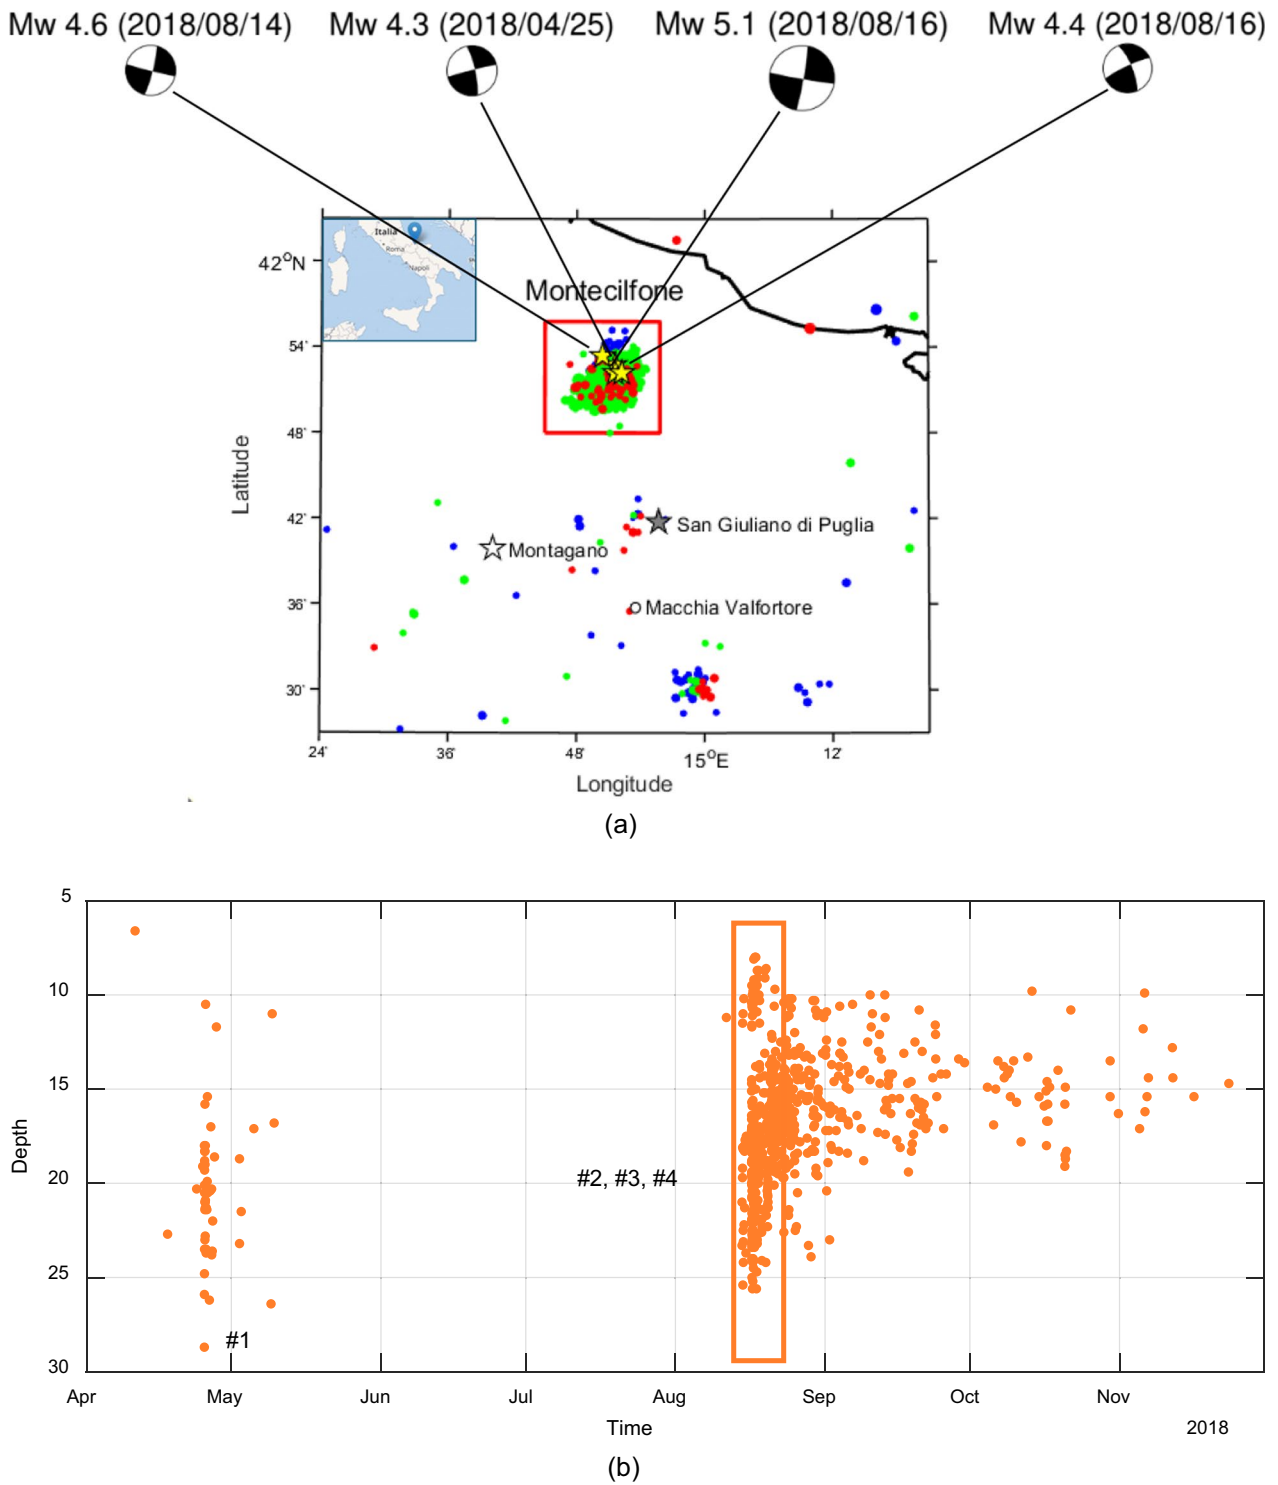 Mw 4.6 (2018/08/14) Mw 4.3 (2018/04/25) Mw 5.1 (2018/08/16) Mw 4.4 (2018/08/16)
Italia
Roma
Napoli
42°N
Montecilfone
54'
48'
Latitude
42'
San Giuliano di Puglia
Montagano
36'
Macchia Valfortore
30'
24' 36' 48' 15°E 12'
Longitude
(a)
5
10
15
Depth
20
#2, #3, #4
25
#1
30
Apr May Jun Jul Aug Sep Oct Nov
Time 2018
(b)